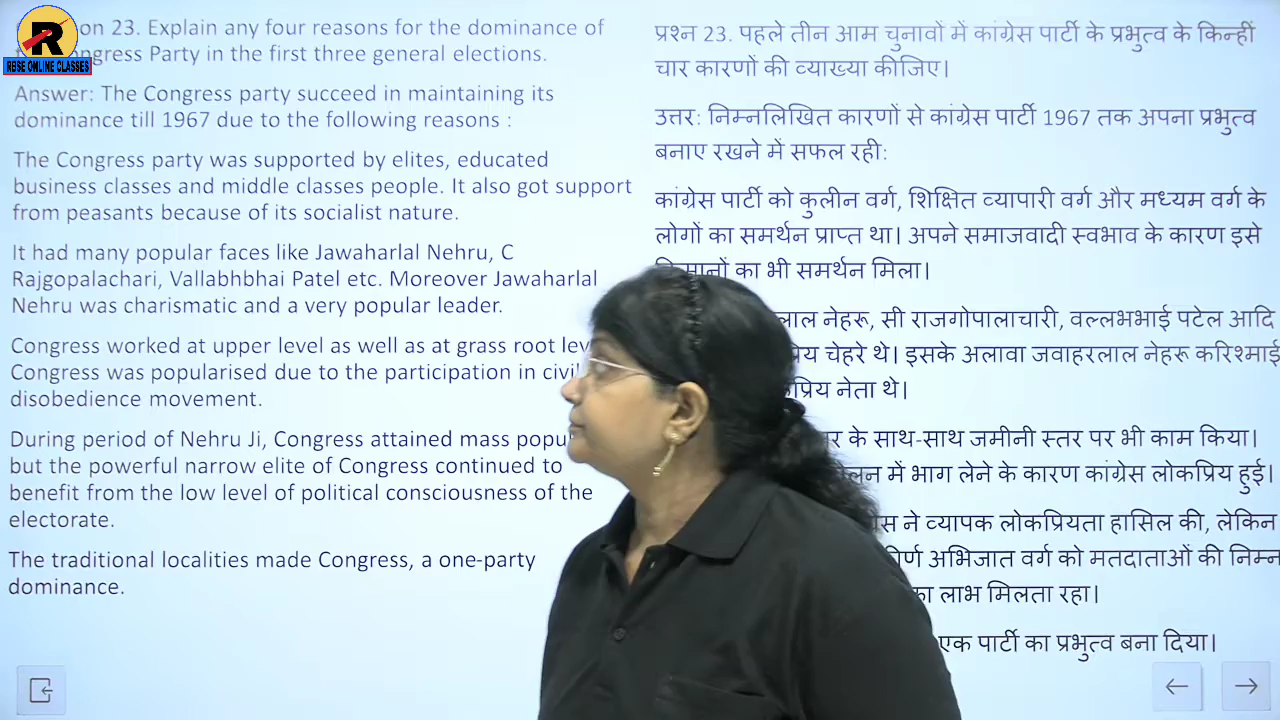 R
REISE ONLINE CLASSES
on 23. Explain any four reasons for the dominance of
gress Party in the first three general elections.
Answer: The Congress party succeed in maintaining its
dominance till 1967 due to the following reasons :
The Congress party was supported by elites, educated
business classes and middle classes people. It also got support
from peasants because of its socialist nature.
It had many popular faces like Jawaharlal Nehru, C
Rajgopalachari, Vallabhbhai Patel etc. Moreover Jawaharlal
Nehru was charismatic and a very popular leader.
Congress worked at upper level as well as at grass root lev
Congress was popularised due to the participation in civil
disobedience movement.
During period of Nehru Ji, Congress attained mass popu
but the powerful narrow elite of Congress continued to
benefit from the low level of political consciousness of the
electorate.
The traditional localities made Congress, a one-party
dominance.
प्रश्न 23. पहले तीन आम चुनावों में कांग्रेस पार्टी के प्रभुत्व के किन्हीं
चार कारणों की व्याख्या कीजिए।
उत्तर: निम्नलिखित कारणों से कांग्रेस पार्टी 1967 तक अपना प्रभुत्व
बनाए रखने में सफल रही:
कांग्रेस पार्टी को कुलीन वर्ग, शिक्षित व्यापारी वर्ग और मध्यम वर्ग के
लोगों का समर्थन प्राप्त था। अपने समाजवादी स्वभाव के कारण इसे
का भी समर्थन मिला।
लाल नेहरू, सी राजगोपालाचारी, वल्लभभाई पटेल आदि
प्रिय चेहरे थे। इसके अलावा जवाहरलाल नेहरू करिश्माई
कप्रिय नेता थे।
र के साथ-साथ जमीनी स्तर पर भी काम किया।
लन में भाग लेने के कारण कांग्रेस लोकप्रिय हुई।
स ने व्यापक लोकप्रियता हासिल की, लेकिन
र्ण अभिजात वर्ग को मतदाताओं की निम्न
का लाभ मिलता रहा।
एक पार्टी का प्रभुत्व बना दिया।